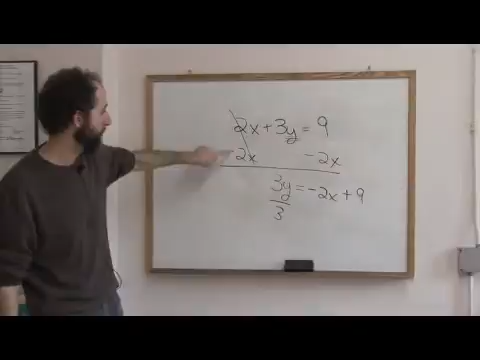 2x + 3y = 9
-2x -2x
3y = -2x + 9
3